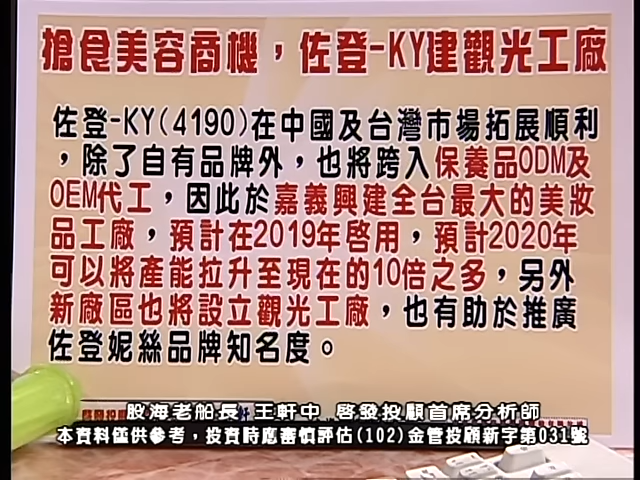 搶食美容商機，佐登-KY建觀光工廠
佐登-KY(4190)在中國及台灣市場拓展順利
，除了自有品牌外，也將跨入保養品ODM及
OEM代工，因此於嘉義興建全台最大的美妝
品工廠，預計在2019年啓用，預計2020年
可以將產能拉升至現在的10倍之多，另外
新廠區也將設立觀光工廠，也有助於推廣
佐登妮絲品牌知名度。
股海老船長 王軒中 啓發投顧首席分析師
本資料僅供參考，投資時應審慎評估(102)金管投顧新字第031號